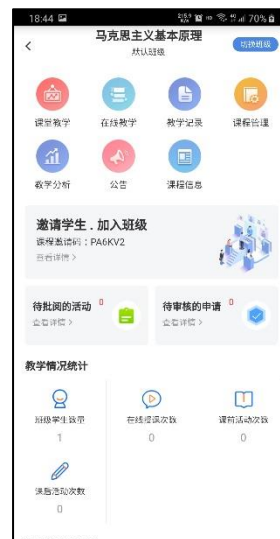 18:44 70%
马克思主义基本原理
默认班级
切换班级
课堂教学 在线教学 教学记录 课程管理
教学分析 公告 课程信息
邀请学生 . 加入班级
课程邀请码：PA6KV2
查看详情 >
待批阅的活动 0 待审核的申请 0
查看详情 > 查看详情 >
教学情况统计
班级学生数量 在线授课次数 课前活动次数
1 0 0
课后活动次数
0